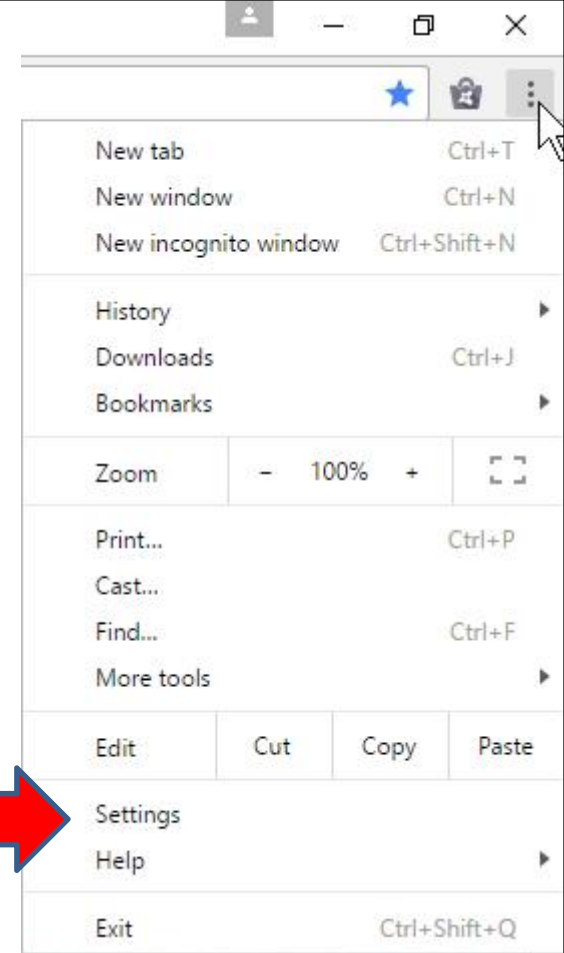 New tab Ctrl+T
New window Ctrl+N
New incognito window Ctrl+Shift+N
History
Downloads Ctrl+J
Bookmarks
Zoom - 100% +
Print... Ctrl+P
Cast...
Find... Ctrl+F
More tools
Edit Cut Copy Paste
Settings
Help
Exit Ctrl+Shift+Q